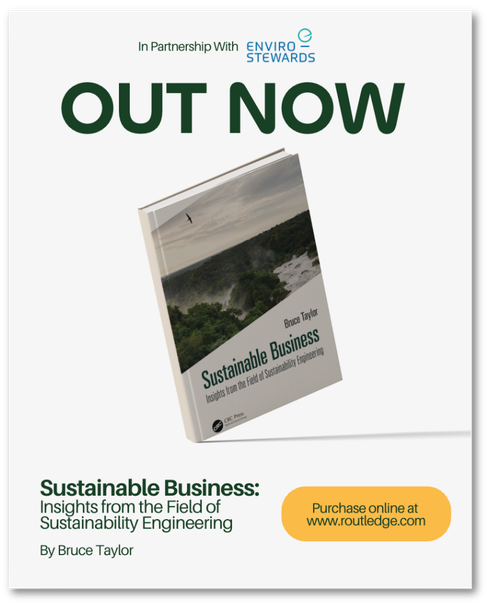 In Partnership With
ENVIRO
STEWARDS
OUT NOW
Bruce Taylor
Sustainable Business
Insights from the Field of Sustainability Engineering
CRC Press
Sustainable Business:
Insights from the Field of
Sustainability Engineering
By Bruce Taylor
Purchase online at
www.routledge.com